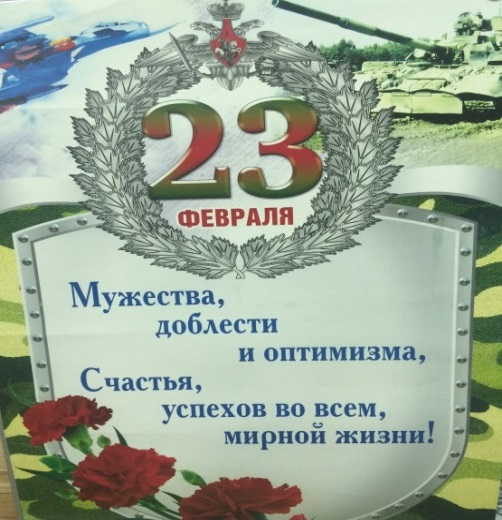 23
ФЕВРАЛЯ
Мужества,
доблести
и оптимизма,
Счастья,
успехов во всем,
мирной жизни!